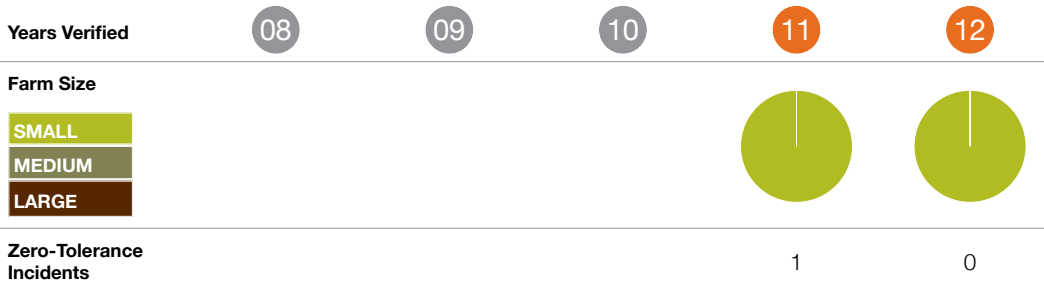 Years Verified 08 09 10 11 12
Farm Size
SMALL
MEDIUM
LARGE
Zero-Tolerance
Incidents 1 0